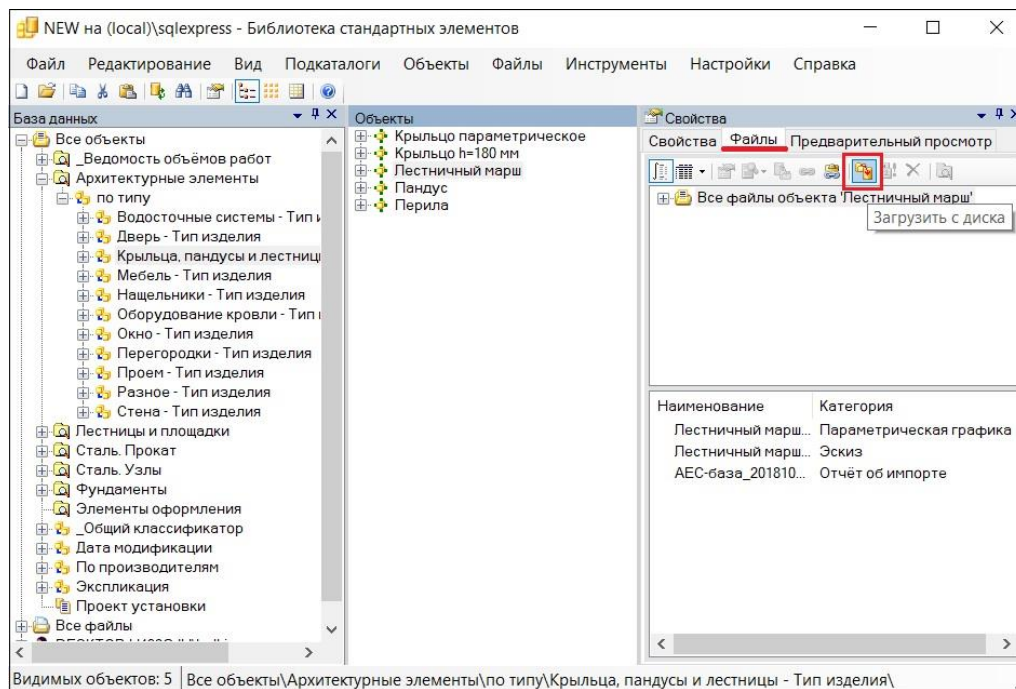 NEW на (local)\sqlexpress - Библиотека стандартных элементов
Файл Редактирование Вид Подкаталоги Объекты Файлы Инструменты Настройки Справка
База данных
Все объекты
_Ведомость объёмов работ
Архитектурные элементы
по типу
Водосточные системы - Тип и
Дверь - Тип изделия
Крыльца, пандусы и лестниц
Мебель - Тип изделия
Нащельники - Тип изделия
Оборудование кровли - Тип
Окно - Тип изделия
Перегородки - Тип изделия
Проем - Тип изделия
Разное - Тип изделия
Стена - Тип изделия
Лестницы и площадки
Сталь. Прокат
Сталь. Узлы
Фундаменты
Элементы оформления
_Общий классификатор
Дата модификации
По производителям
Экспликация
Проект установки
Все файлы
Объекты
Крыльцо параметрическое
Крыльцо h=180 мм
Лестничный марш
Пандус
Перила
Свойства
Свойства Файлы Предварительный просмотр
Все файлы объекта 'Лестничный марш'
Загрузить с диска
Наименование Категория
Лестничный марш... Параметрическая графика
Лестничный марш... Эскиз
АЕС-база_201810... Отчёт об импорте
Видимых объектов: 5 Все объекты\Архитектурные элементы\по типу\Крыльца, пандусы и лестницы - Тип изделия\